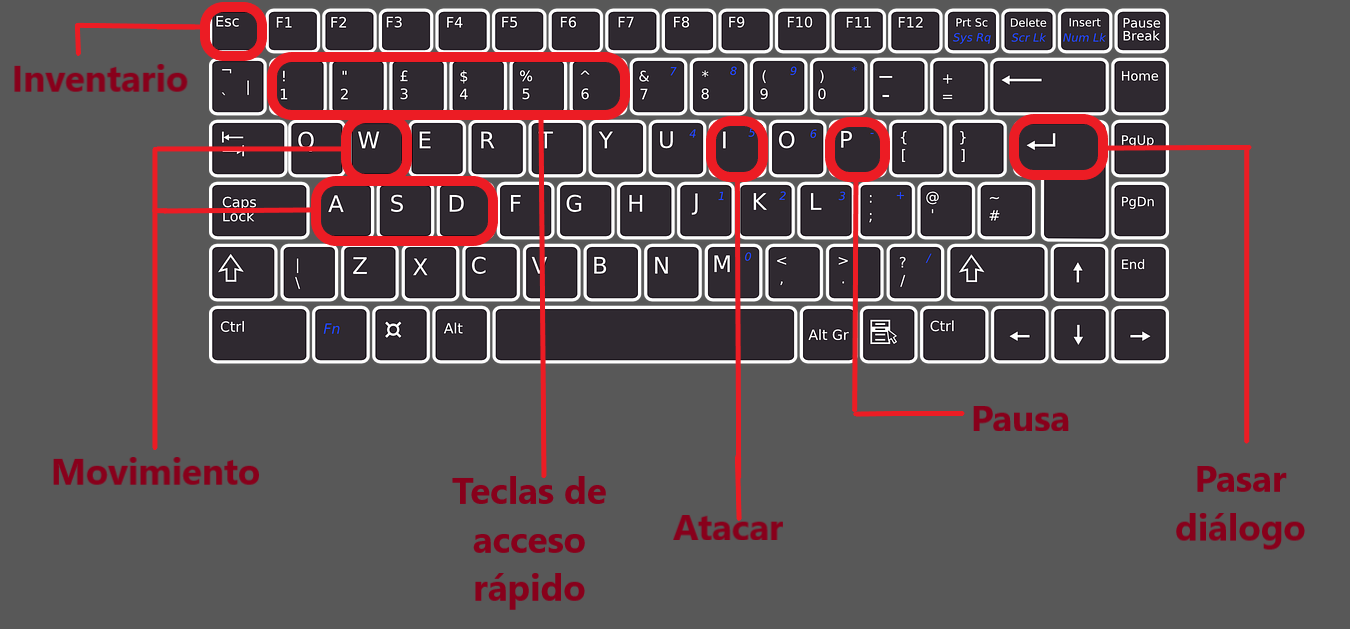 Esc F1 F2 F3 F4 F5 F6 F7 F8 F9 F10 F11 F12 Prt Sc Delete Insert Pause
Sys Rq Scr Lk Num Lk Break
Inventario
¬ ! " £ $ % ^ & 7 * 8 ( 9 ) * — + Home
` | 1 2 3 4 5 6 7 8 9 0 - =
Q W E R T Y U 4 I 5 O 6 P - { } PgUp
[ ]
Caps A S D F G H J 1 K 2 L 3 : + @ ~ PgDn
Lock ; ' #
| Z X C V B N M 0 < > ? / End
\ , . /
Ctrl Fn Alt Alt Gr Ctrl
Pausa
Movimiento
Teclas de
acceso
rápido
Atacar
Pasar
diálogo